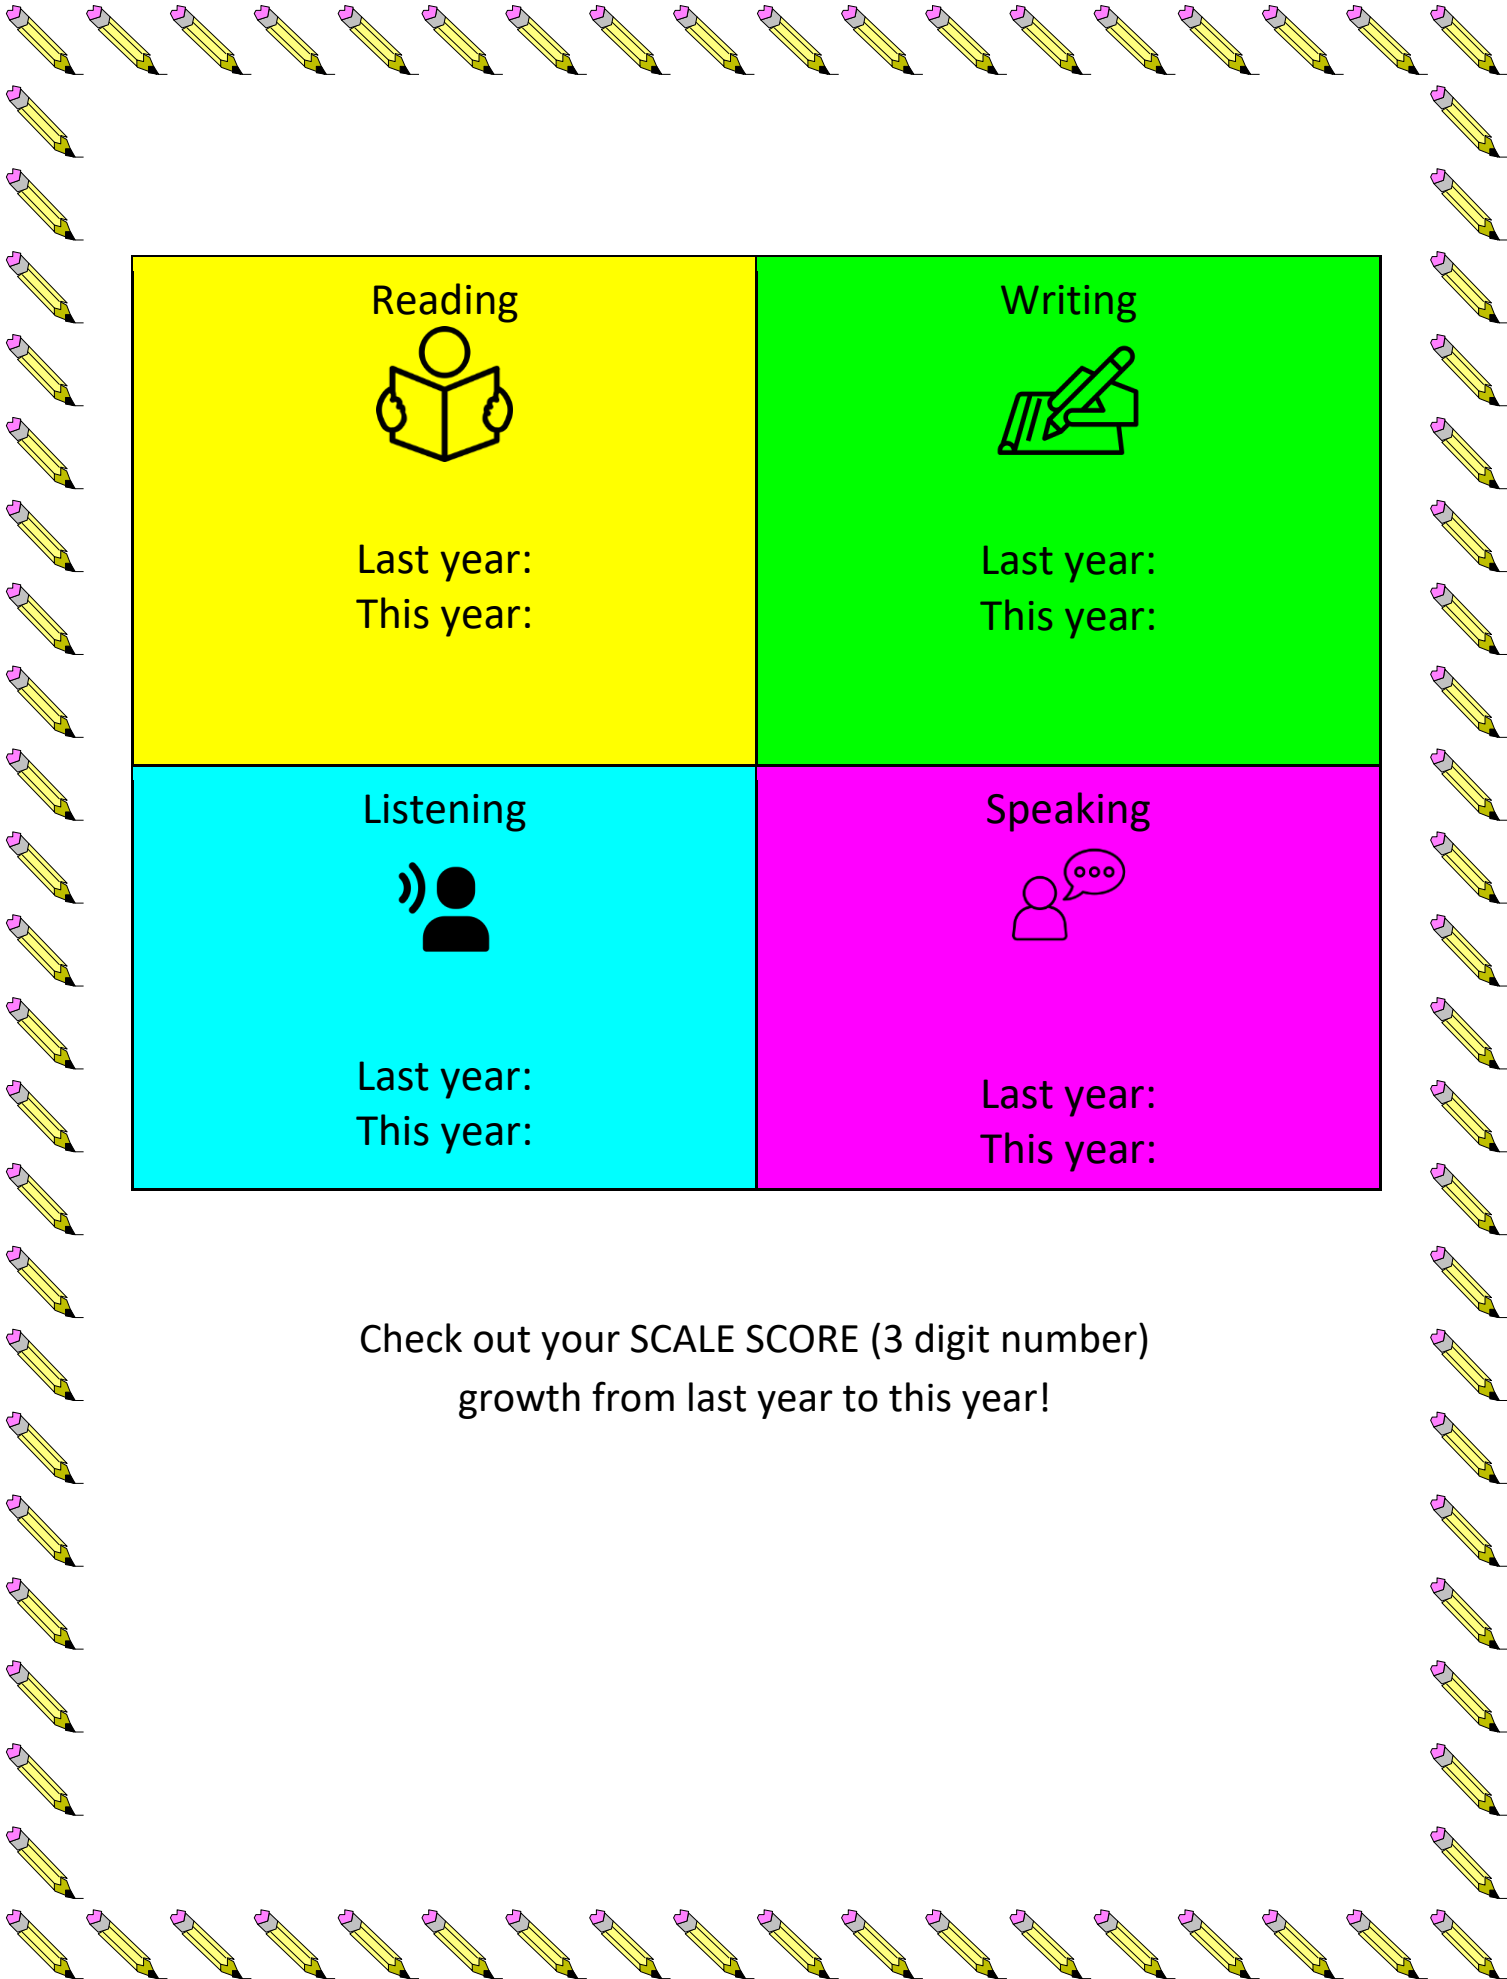 Reading
Last year:
This year:
Writing
Last year:
This year:
Listening
Last year:
This year:
Speaking
Last year:
This year:
Check out your SCALE SCORE (3 digit number)
growth from last year to this year!